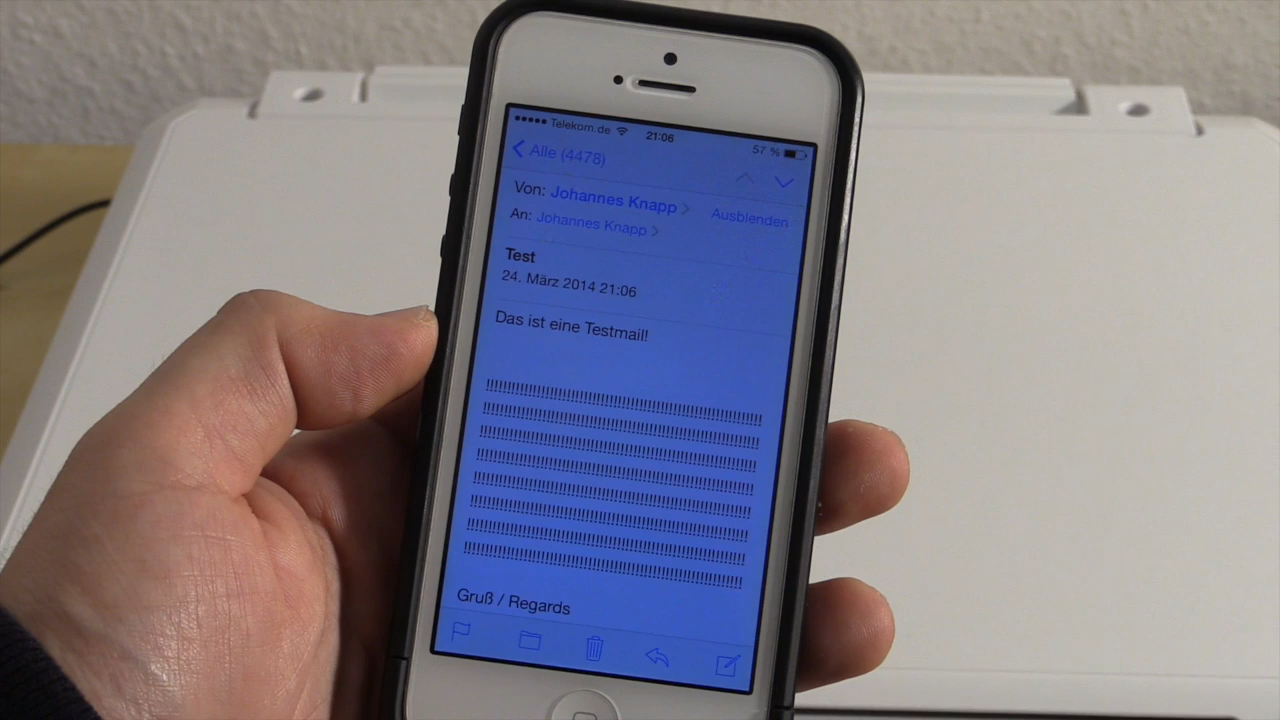 Telekom.de 21:06 57 %
Alle (4478)
Von: Johannes Knapp Ausblenden
An: Johannes Knapp
Test
24. März 2014 21:06
Das ist eine Testmail!
Gruß / Regards